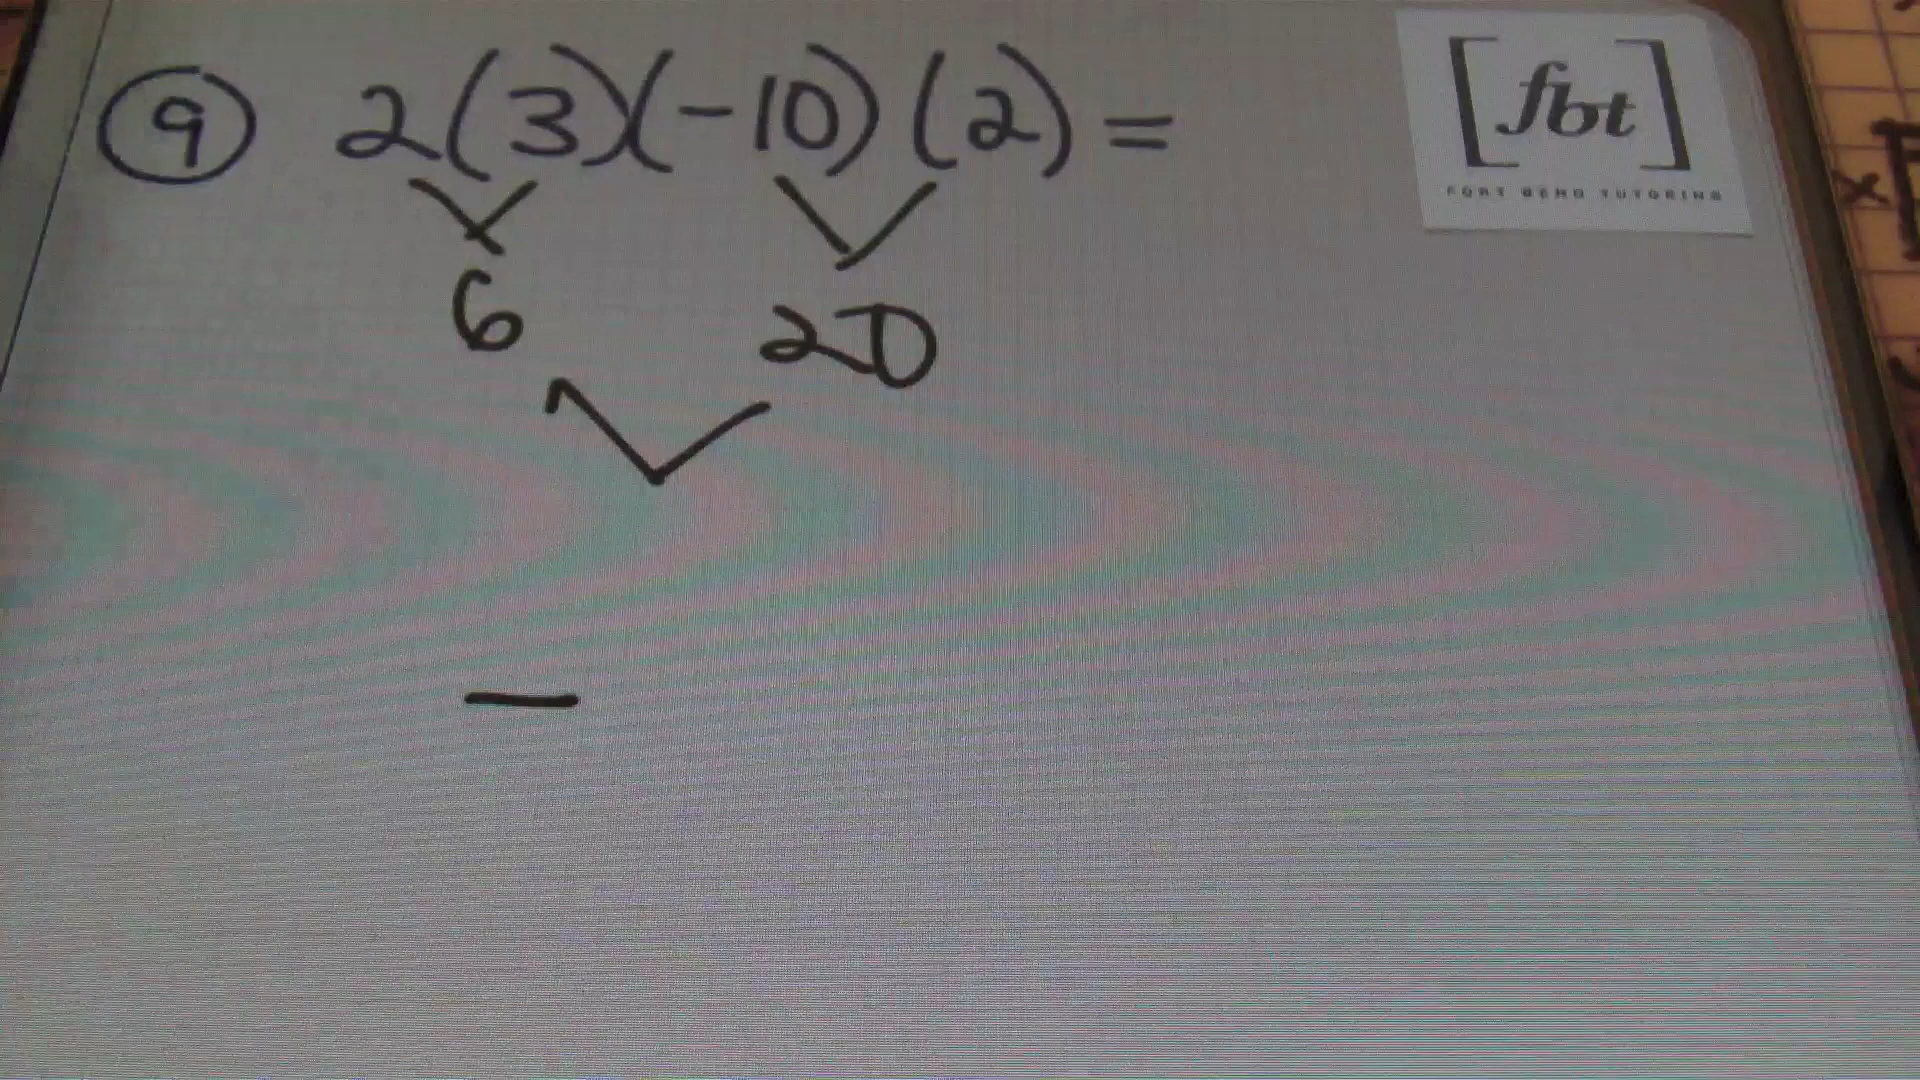 9 2(3)(-10)(2)=
[fbt]
FORT BEND TUTORING
6 20
–